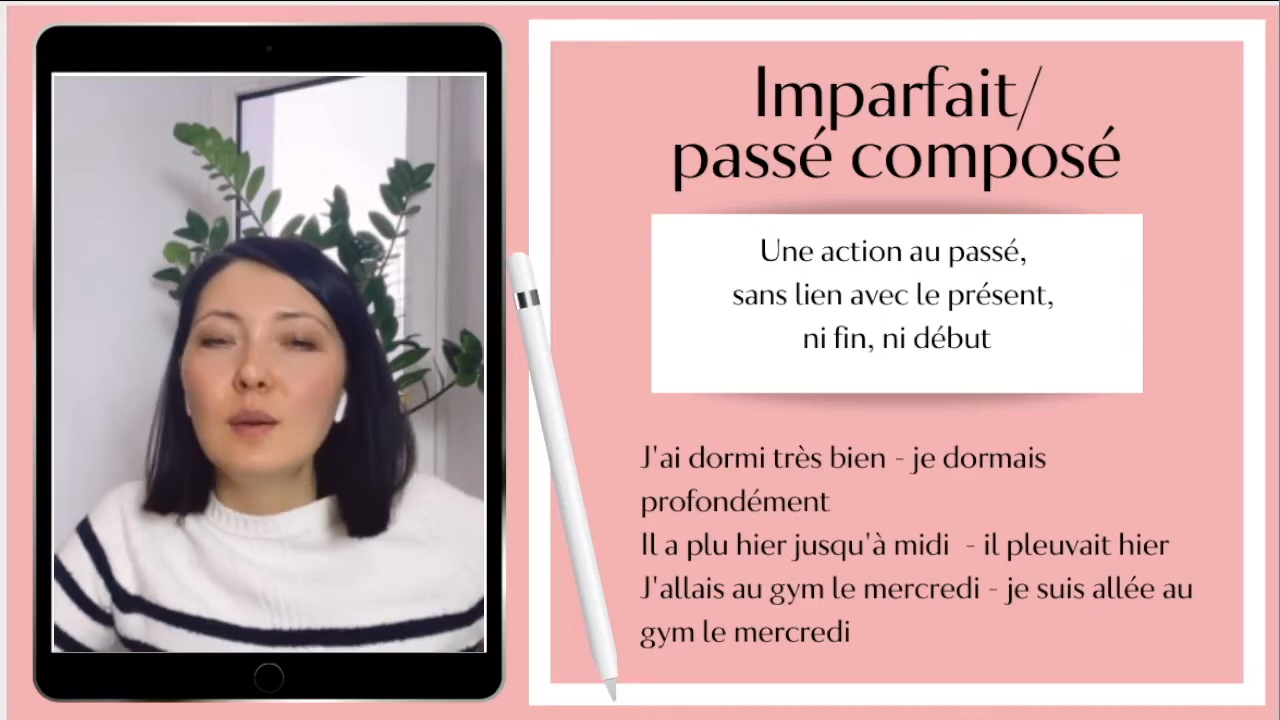 Imparfait/
passé composé
Une action au passé,
sans lien avec le présent,
ni fin, ni début
J'ai dormi très bien - je dormais
profondément
Il a plu hier jusqu'à midi  - il pleuvait hier
J'allais au gym le mercredi - je suis allée au
gym le mercredi